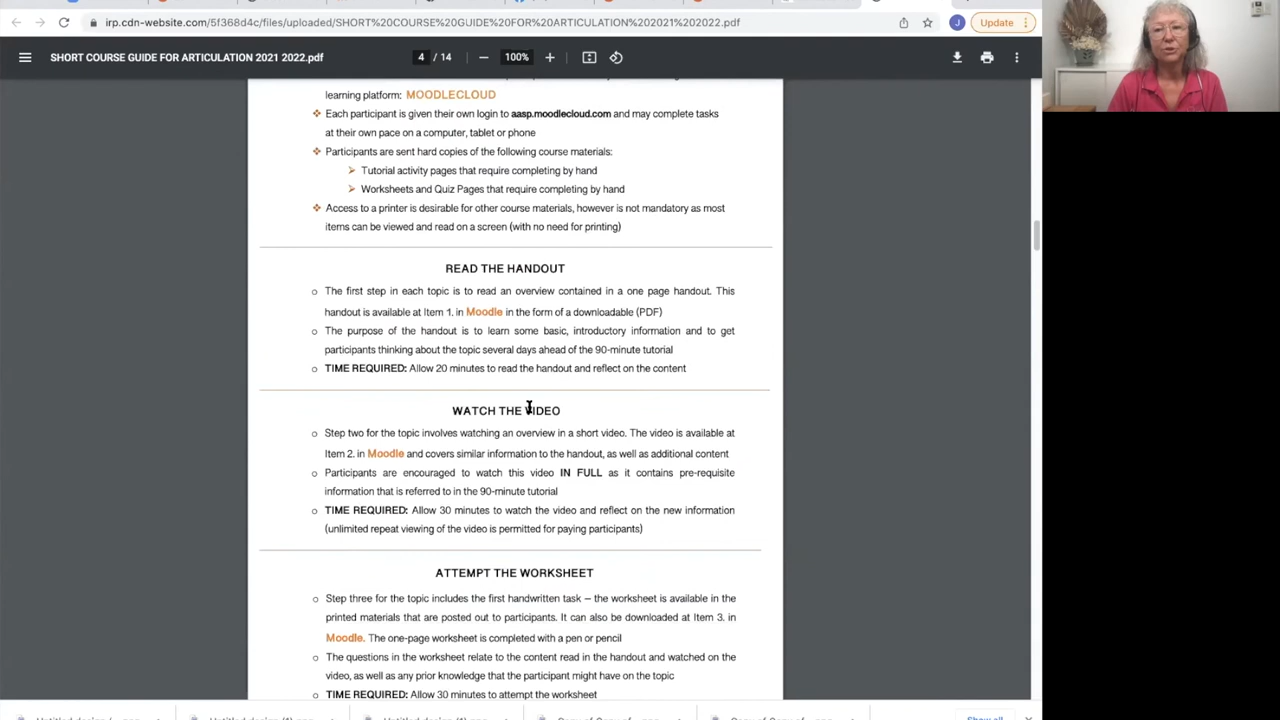 irp.cdn-website.com/5f368d4c/files/uploaded/SHORT%20COURSE%20GUIDE%20FOR%20ARTICULATION%202021%202022.pdf
J
Update
SHORT COURSE GUIDE FOR ARTICULATION 2021 2022.pdf
4 / 14
100%
learning platform: MOODLECLOUD
Each participant is given their own login to aasp.moodlecloud.com and may complete tasks
at their own pace on a computer, tablet or phone
Participants are sent hard copies of the following course materials:
Tutorial activity pages that require completing by hand
Worksheets and Quiz Pages that require completing by hand
Access to a printer is desirable for other course materials, however is not mandatory as most
items can be viewed and read on a screen (with no need for printing)
READ THE HANDOUT
The first step in each topic is to read an overview contained in a one page handout. This
handout is available at Item 1. in Moodle in the form of a downloadable (PDF)
The purpose of the handout is to learn some basic, introductory information and to get
participants thinking about the topic several days ahead of the 90-minute tutorial
TIME REQUIRED: Allow 20 minutes to read the handout and reflect on the content
WATCH THE VIDEO
Step two for the topic involves watching an overview in a short video. The video is available at
Item 2. in Moodle and covers similar information to the handout, as well as additional content
Participants are encouraged to watch this video IN FULL as it contains pre-requisite
information that is referred to in the 90-minute tutorial
TIME REQUIRED: Allow 30 minutes to watch the video and reflect on the new information
(unlimited repeat viewing of the video is permitted for paying participants)
ATTEMPT THE WORKSHEET
Step three for the topic includes the first handwritten task – the worksheet is available in the
printed materials that are posted out to participants. It can also be downloaded at Item 3. in
Moodle. The one-page worksheet is completed with a pen or pencil
The questions in the worksheet relate to the content read in the handout and watched on the
video, as well as any prior knowledge that the participant might have on the topic
TIME REQUIRED: Allow 30 minutes to attempt the worksheet
Show all